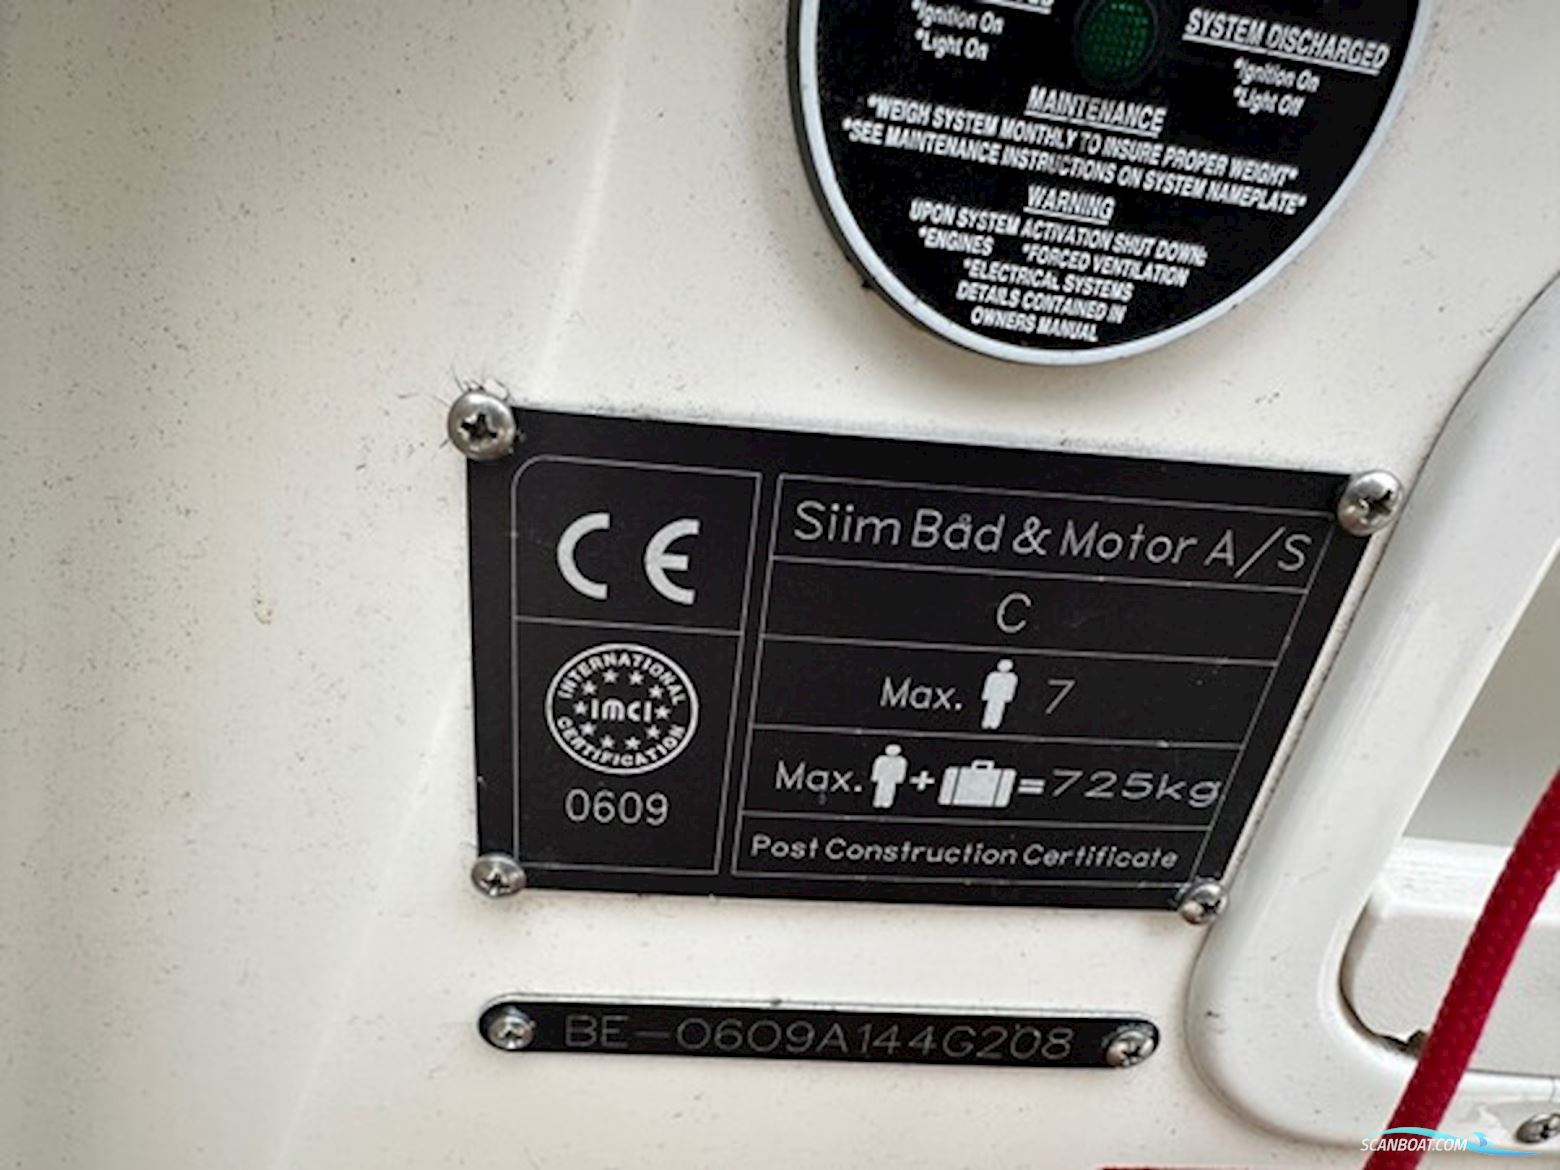 *Ignition On
*Light On
SYSTEM DISCHARGED
*Ignition On
*Light Off
MAINTENANCE
*WEIGH SYSTEM MONTHLY TO INSURE PROPER WEIGHT*
*SEE MAINTENANCE INSTRUCTIONS ON SYSTEM NAMEPLATE*
WARNING
UPON SYSTEM ACTIVATION SHUT DOWN:
*ENGINES *FORCED VENTILATION
*ELECTRICAL SYSTEMS
DETAILS CONTAINED IN
OWNERS MANUAL
CE
INTERNATIONAL
imci
CERTIFICATION
0609
Siim Båd & Motor A/S
C
Max. 7
Max. + = 725kg
Post Construction Certificate
BE-0609A144G208
SCANBOAT.COM